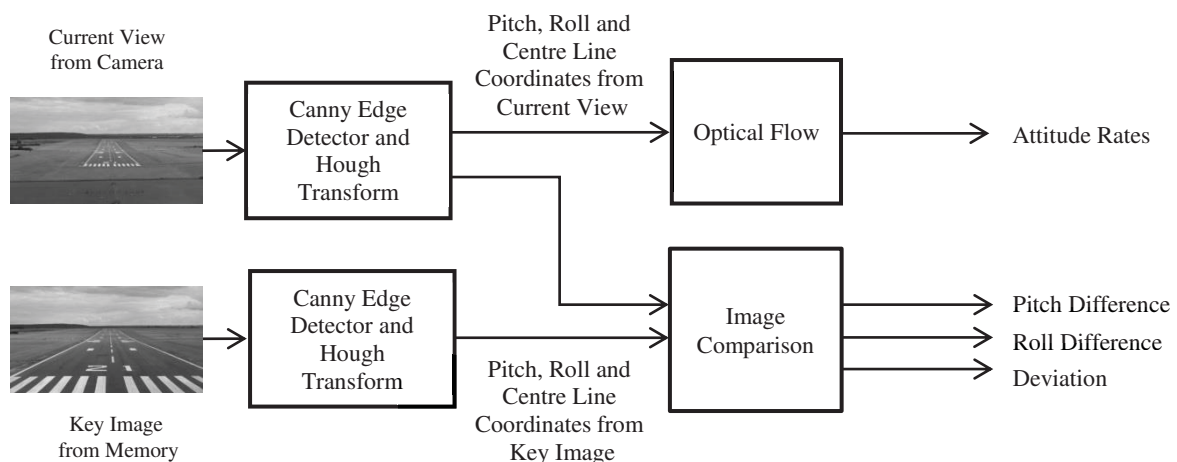 Current View
from Camera
Pitch, Roll and
Centre Line
Coordinates from
Current View
Canny Edge
Detector and
Hough
Transform
Optical Flow
Attitude Rates
Canny Edge
Detector and
Hough
Transform
Image
Comparison
Pitch Difference
Roll Difference
Deviation
Key Image
from Memory
Pitch, Roll and
Centre Line
Coordinates from
Key Image